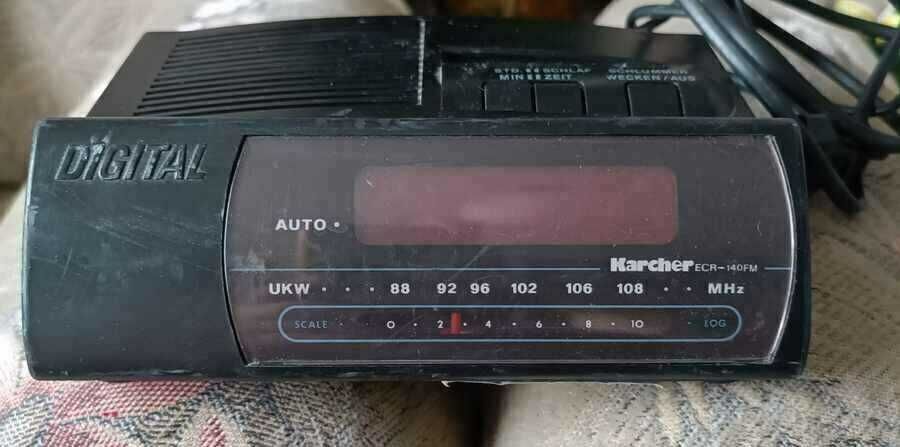 STD. SCHLAF SCHLUMMER
MIN ZEIT WECKEN/AUS
DiGITAL
AUTO
Karcher ECR-140FM
UKW 88 92 96 102 106 108 MHz
SCALE 0 2 4 6 8 10 LOG